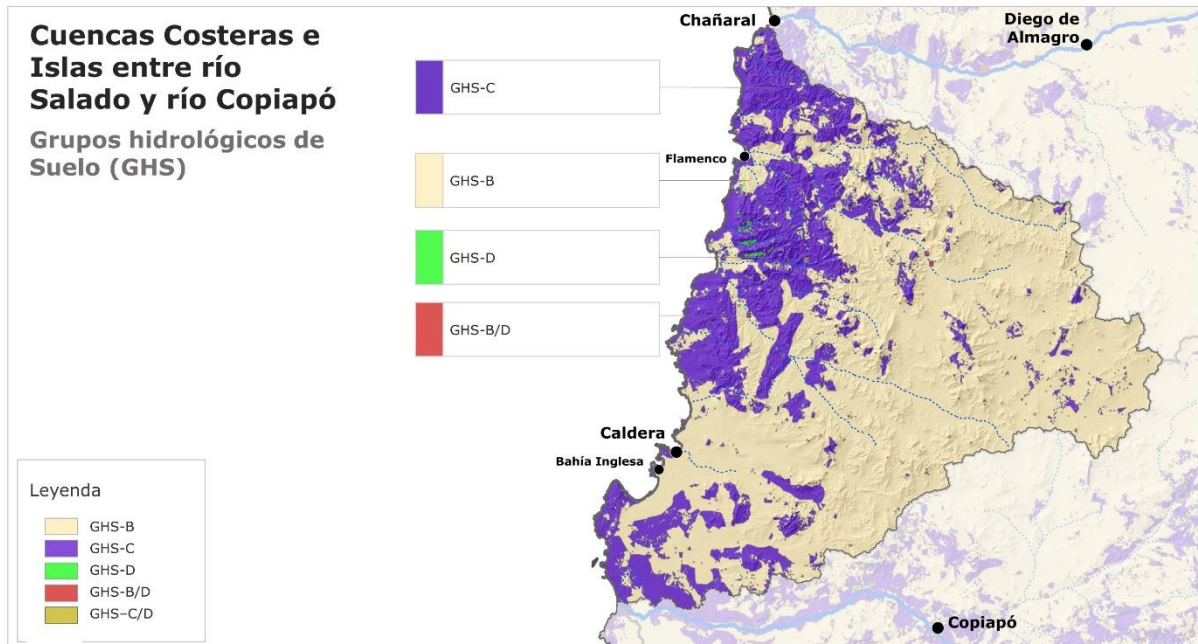 Cuencas Costeras e
Islas entre río
Salado y río Copiapó
Grupos hidrológicos de
Suelo (GHS)
GHS-C
GHS-B
GHS-D
GHS-B/D
Chañaral
Diego de
Almagro
Flamenco
Caldera
Bahía Inglesa
Copiapó
Leyenda
GHS-B
GHS-C
GHS-D
GHS-B/D
GHS-C/D